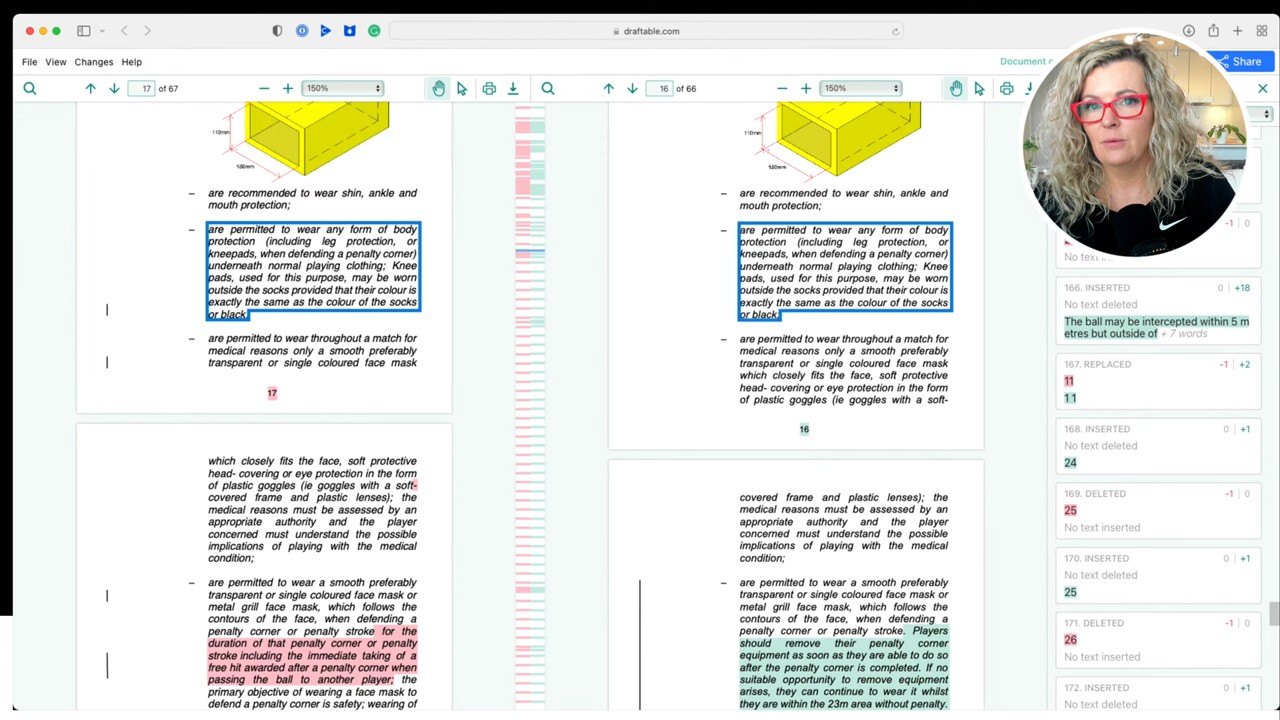 draftable.com
File View Changes Help
Document
Share
17 of 67
150%
16 of 66
150%
110mm
110mm
– are recommended to wear shin, ankle and
mouth protection;
– are permitted to wear any form of body
protection (including leg protection, or
kneepads, when defending a penalty corner)
underneath normal playing clothing; Knee
pads, used for this purpose, may be worn
outside the socks provided that their colour is
exactly the same as the colour of the socks
or black.
– are permitted to wear throughout a match for
medical reasons only a smooth preferably
transparent or single coloured face mask
17
which closely fits the face, soft protective
head- covering or eye protection in the form
of plastic goggles (ie goggles with a soft-
covered frame and plastic lenses); the
medical reasons must be assessed by an
appropriate authority and the player
concerned must understand the possible
implications of playing with the medical
condition;
– are permitted to wear a smooth preferably
transparent or single coloured face mask or
metal grill face mask, which follows the
contours of the face, when defending a
penalty corner or penalty stroke for the
duration of that penalty corner or penalty
stroke including the immediate taking of a
free hit awarded after a penalty corner when
passing the ball to another player; the
primary objective of wearing a face mask to
defend a penalty corner is safety; wearing of
– are recommended to wear shin, ankle and
mouth protection;
– are permitted to wear any form of body
protection (including leg protection, or
kneepads, when defending a penalty corner)
underneath normal playing clothing; Knee
pads, used for this purpose, may be worn
outside the socks provided that their colour is
exactly the same as the colour of the socks
or black.
– are permitted to wear throughout a match for
medical reasons only a smooth preferably
transparent or single coloured face mask
which closely fits the face, soft protective
head- covering or eye protection in the form
of plastic goggles (ie goggles with a soft-
16
covered frame and plastic lenses); the
medical reasons must be assessed by an
appropriate authority and the player
concerned must understand the possible
implications of playing with the medical
condition;
– are permitted to wear a smooth preferably
transparent or single coloured face mask or
metal grill face mask, which follows the
contours of the face, when defending a
penalty corner or penalty stroke. Players
should remove their penalty corner
equipment as soon as they are able to do so
after the penalty corner is completed. If no
suitable opportunity to remove equipment
arises, they can continue to wear it whilst
they are within the 23m area without penalty.
-1 0
No tex
166. INSERTED 0 +18
No text deleted
The ball may be intercepted within 5 m
etres but outside of + 7 words
167. REPLACED -1 +2
11
1 1
168. INSERTED 0 +1
No text deleted
24
169. DELETED -1 0
25
No text inserted
170. INSERTED 0 +1
No text deleted
25
171. DELETED -1 0
26
No text inserted
172. INSERTED 0 +1
No text deleted